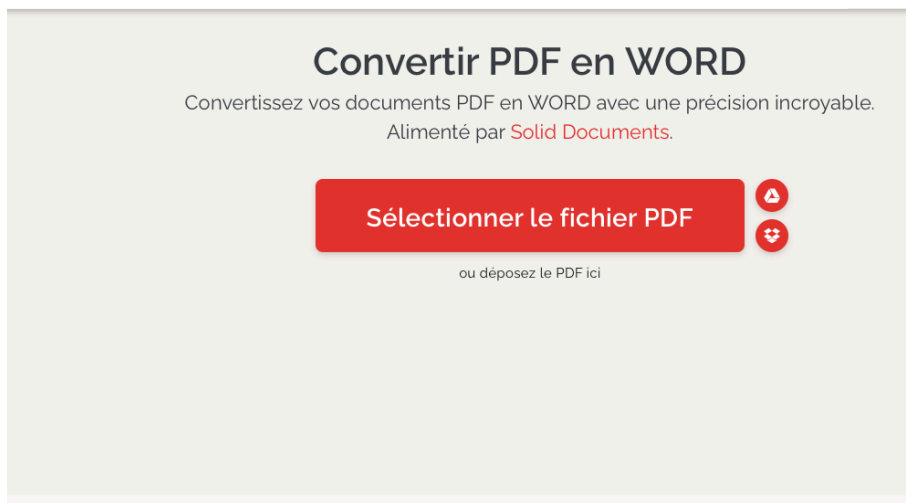 Convertir PDF en WORD
Convertissez vos documents PDF en WORD avec une précision incroyable.
Alimenté par Solid Documents.
Sélectionner le fichier PDF
ou déposez le PDF ici